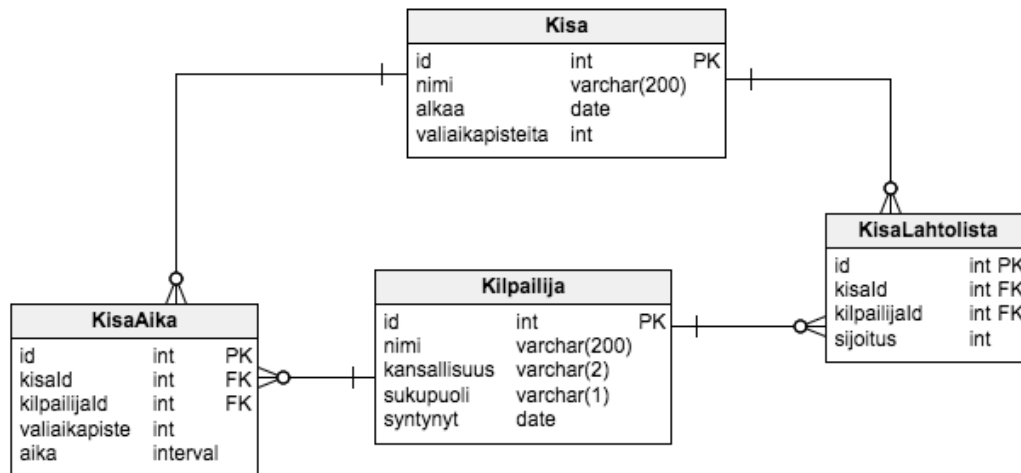 Kisa
id int PK
nimi varchar(200)
alkaa date
valiaikapisteita int
KisaLahtolista
id int PK
kisaId int FK
kilpailijaId int FK
sijoitus int
Kilpailija
id int PK
nimi varchar(200)
kansallisuus varchar(2)
sukupuoli varchar(1)
syntynyt date
KisaAika
id int PK
kisaId int FK
kilpailijaId int FK
valiaikapiste int
aika interval